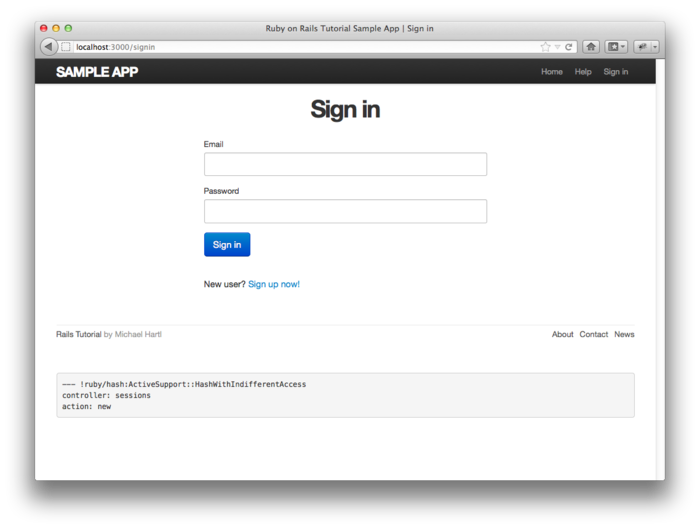 Ruby on Rails Tutorial Sample App | Sign in
localhost:3000/signin
SAMPLE APP Home Help Sign in
Sign in
Email
Password
Sign in
New user? Sign up now!
Rails Tutorial by Michael Hartl About Contact News
--- !ruby/hash:ActiveSupport::HashWithIndifferentAccess
controller: sessions
action: new